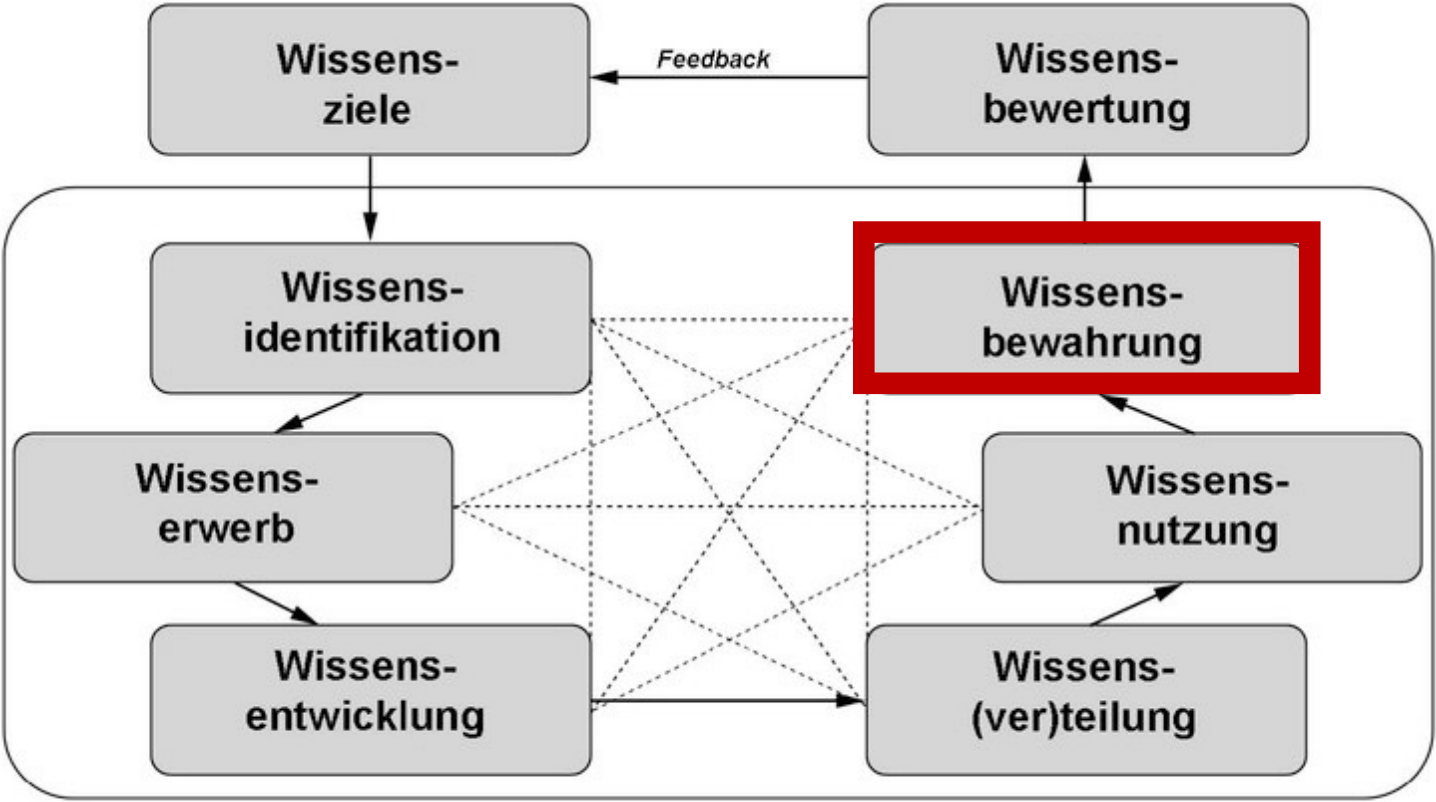 Wissens-
ziele
Feedback
Wissens-
bewertung
Wissens-
identifikation
Wissens-
bewahrung
Wissens-
erwerb
Wissens-
nutzung
Wissens-
entwicklung
Wissens-
(ver)teilung